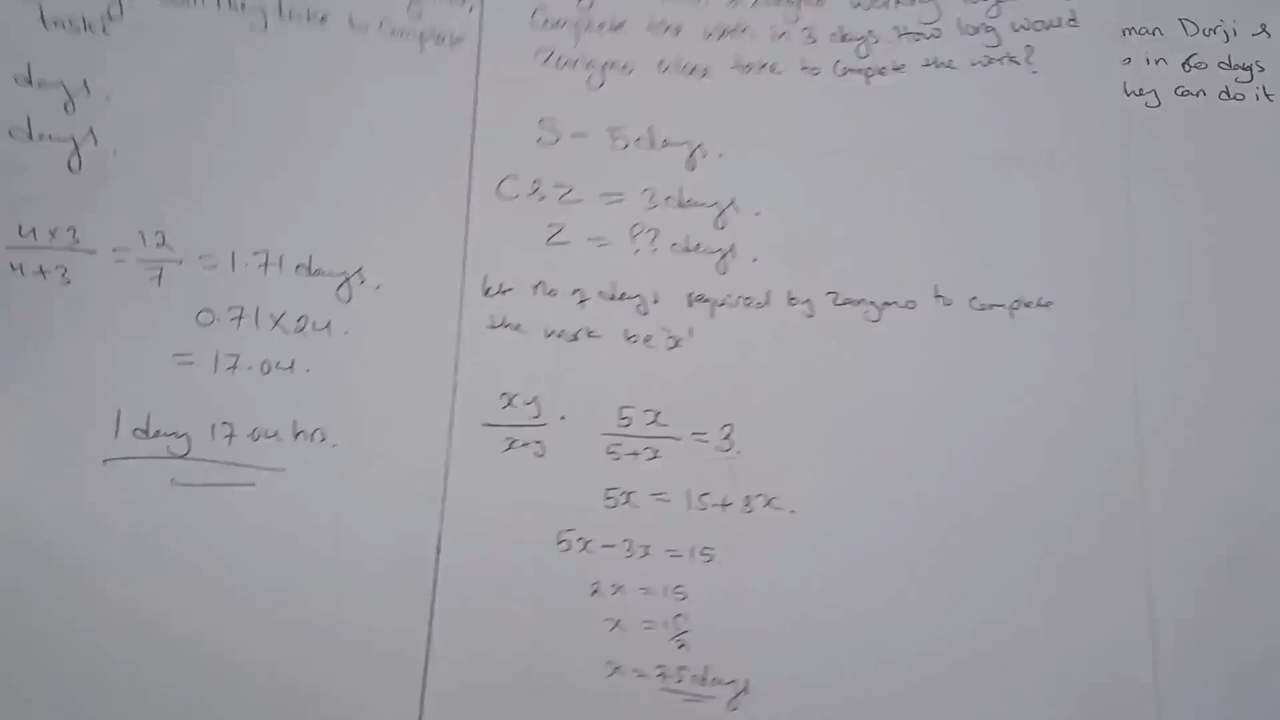 days.
days.
4×3/4+3 = 12/7 = 1.71 days.
0.71×24.
= 17.04.
1 day 17.04 hrs.
the work in 3 days. How long would
take to complete the work?
S - 5 days.
C&Z = 3 days.
Z = ?? days.
let no of days required by Zangmo to complete
the work be 'x'
xy/x+y . 5x/5+x = 3.
5x = 15+3x.
5x-3x = 15
2x = 15
x = 15/2
x = 7.5 days
man Dorji &
s in 60 days
hey can do it